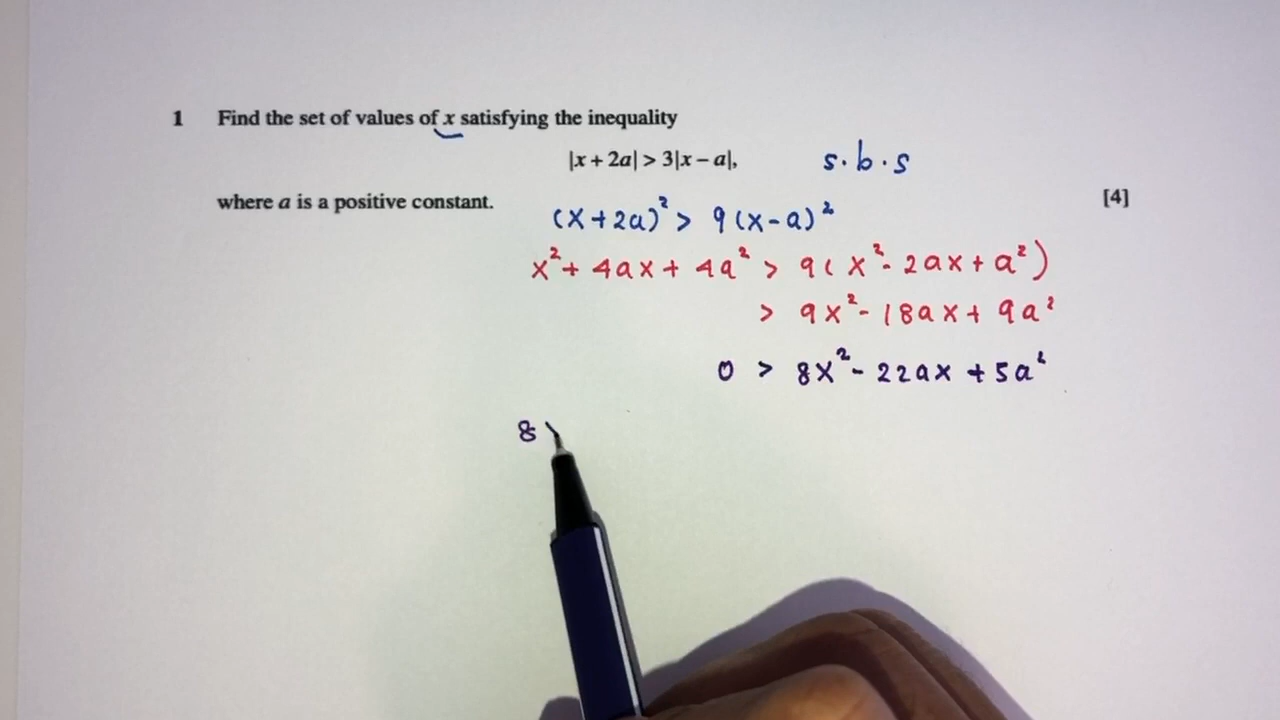 1 Find the set of values of x satisfying the inequality
|x + 2a| > 3|x − a|, s.b.s
where a is a positive constant. [4]
(x+2a)² > 9(x-a)²
x² + 4ax + 4a² > 9(x² - 2ax + a²)
> 9x² - 18ax + 9a²
0 > 8x² - 22ax + 5a²
8